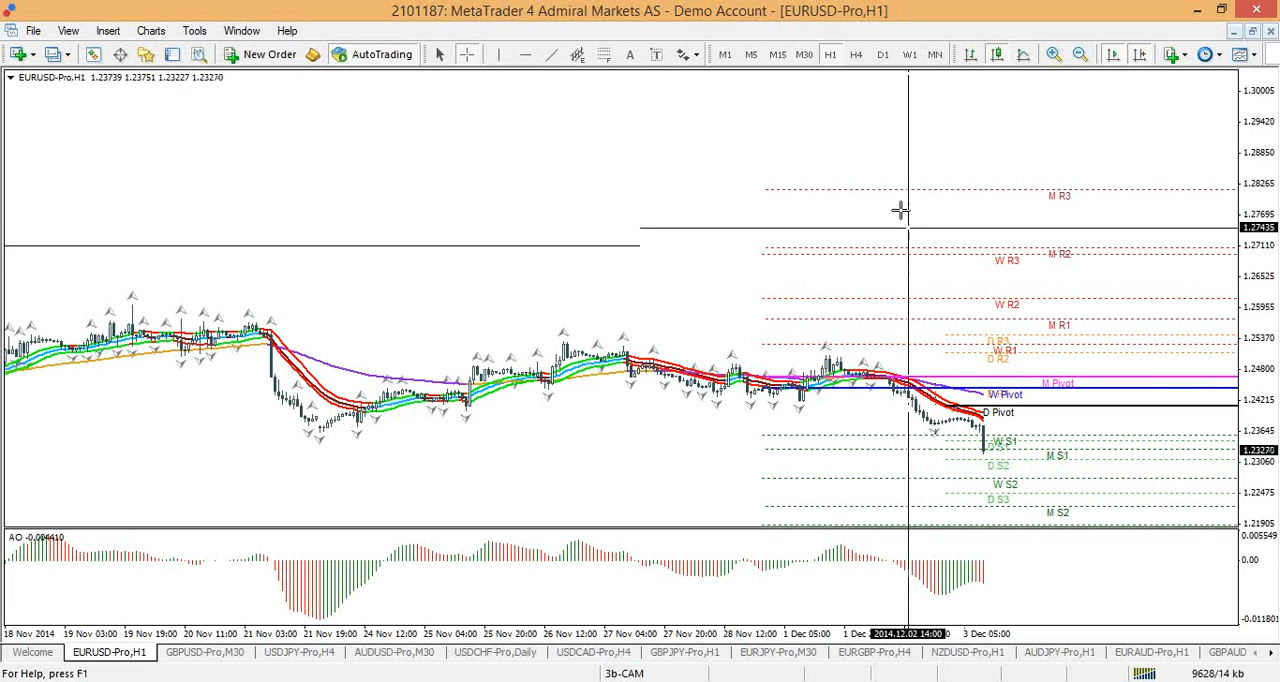 2101187: MetaTrader 4 Admiral Markets AS - Demo Account - [EURUSD-Pro,H1]
File View Insert Charts Tools Window Help
New Order AutoTrading A T M1 M5 M15 M30 H1 H4 D1 W1 MN
EURUSD-Pro,H1 1.23739 1.23751 1.23227 1.23270
1.30005
1.29420
1.28850
1.28265
M R3
1.27695
1.27435
1.27110
M R2
W R3
1.26525
W R2
1.25955
M R1
D R3
1.25370
W R1
D R2
1.24800
M Pivot
W Pivot
1.24215
D Pivot
1.23645
W S1
1.23270
M S1
1.23060
D S2
W S2
1.22475
D S3
M S2
1.21905
AO -0.004410
0.005549
0.00
-0.011801
18 Nov 2014 19 Nov 03:00 19 Nov 19:00 20 Nov 11:00 21 Nov 03:00 21 Nov 19:00 24 Nov 12:00 25 Nov 04:00 25 Nov 20:00 26 Nov 12:00 27 Nov 04:00 27 Nov 20:00 28 Nov 12:00 1 Dec 05:00 1 Dec 2014.12.02 14:00 3 Dec 05:00
Welcome EURUSD-Pro,H1 GBPUSD-Pro,M30 USDJPY-Pro,H4 AUDUSD-Pro,M30 USDCHF-Pro,Daily USDCAD-Pro,H4 GBPJPY-Pro,H1 EURJPY-Pro,M30 EURGBP-Pro,H4 NZDUSD-Pro,H1 AUDJPY-Pro,H1 EURAUD-Pro,H1 GBPAUD
For Help, press F1 3b-CAM 9628/14 kb